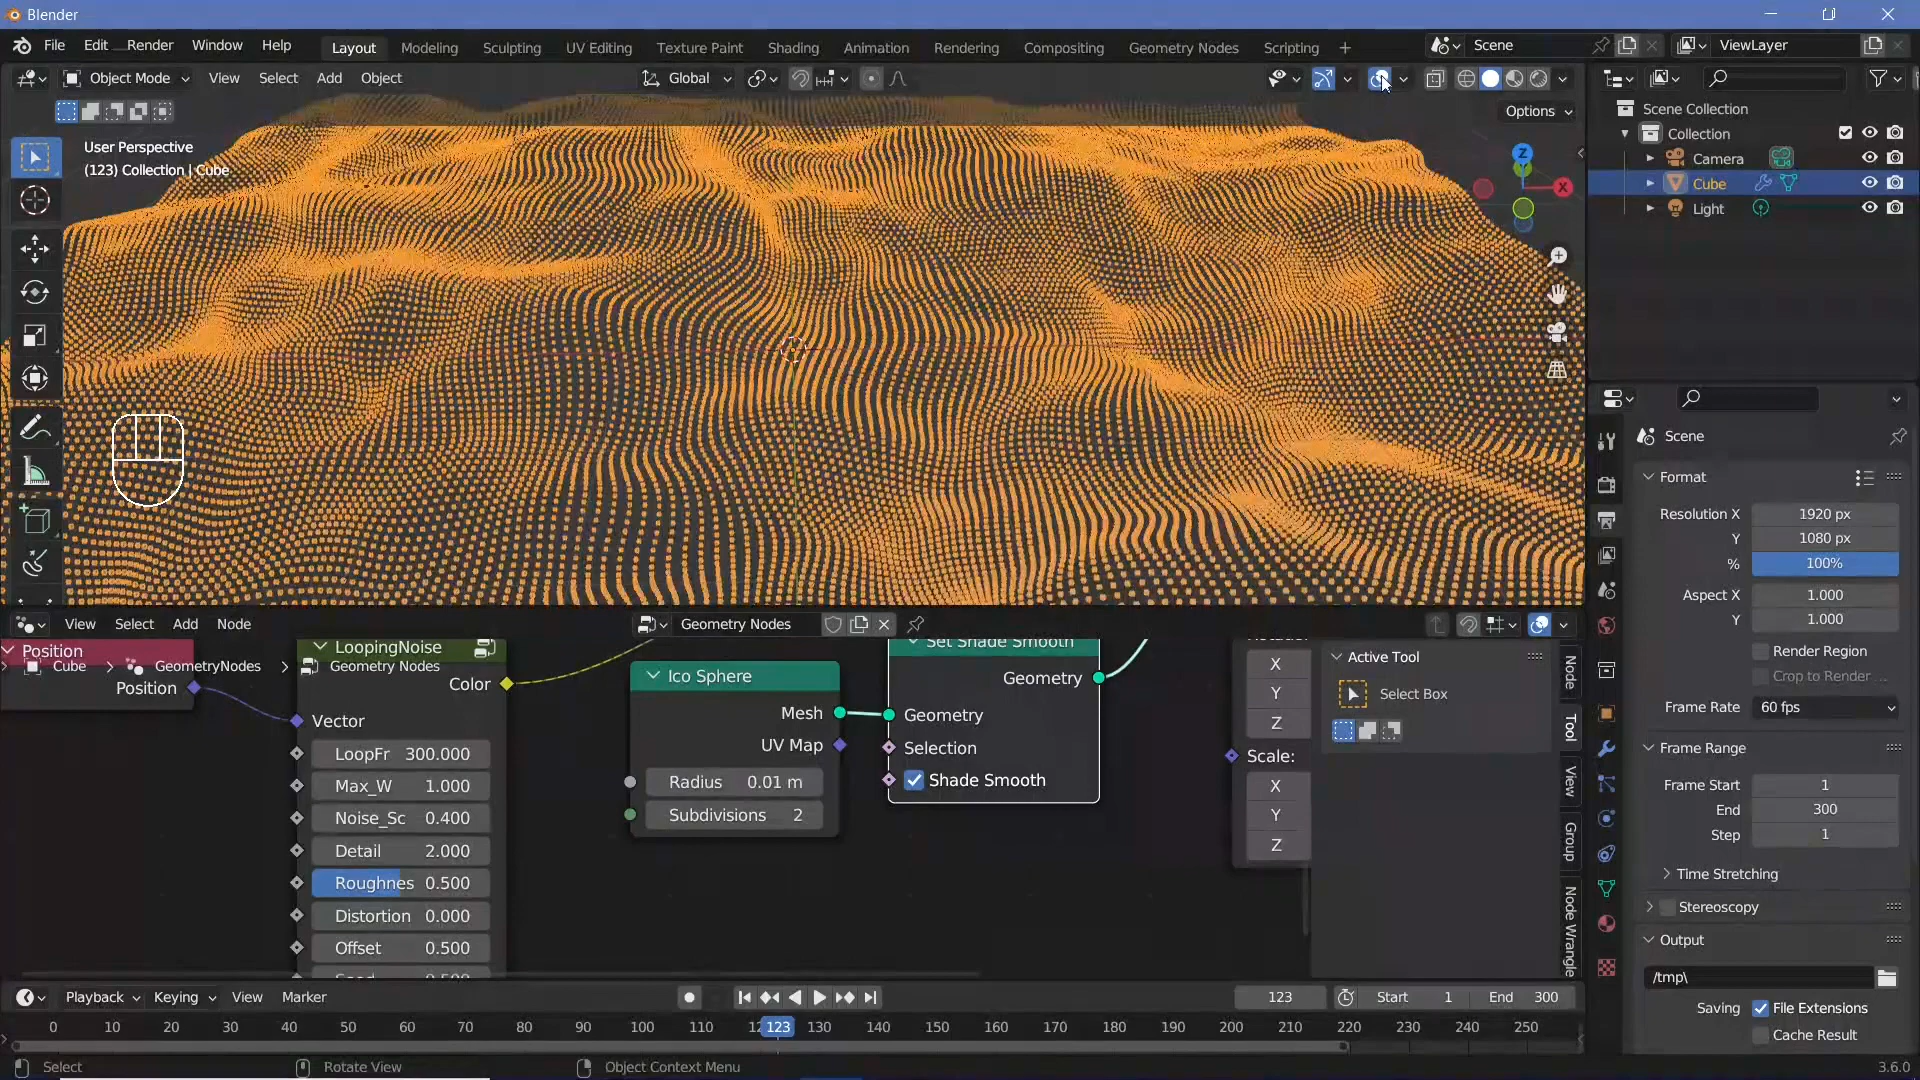 Blender
File Edit Render Window Help
Layout Modeling Sculpting UV Editing Texture Paint Shading Animation Rendering Compositing Geometry Nodes Scripting +
Scene
ViewLayer
Object Mode View Select Add Object
Global
Options
User Perspective
(123) Collection | Cube
Z
X
Scene Collection
Collection
Camera
Cube
Light
Scene
Format
Resolution X 1920 px
Y 1080 px
% 100%
Aspect X 1.000
Y 1.000
Render Region
Crop to Render ...
Frame Rate 60 fps
Frame Range
Frame Start 1
End 300
Step 1
Time Stretching
Stereoscopy
Output
/tmp\
Saving File Extensions
Cache Result
View Select Add Node
Geometry Nodes
Position
Cube > GeometryNodes > Geometry Nodes
Position
LoopingNoise
Color
Vector
LoopFr 300.000
Max_W 1.000
Noise_Sc 0.400
Detail 2.000
Roughnes 0.500
Distortion 0.000
Offset 0.500
Ico Sphere
Mesh
UV Map
Radius 0.01 m
Subdivisions 2
Set Shade Smooth
Geometry
Geometry
Selection
Shade Smooth
X
Y
Z
Scale:
X
Y
Z
Active Tool
Select Box
Node
Tool
View
Group
Node Wrangle
Playback Keying View Marker
123 Start 1 End 300
0 10 20 30 40 50 60 70 80 90 100 110 123 130 140 150 160 170 180 190 200 210 220 230 240 250
Select Rotate View Object Context Menu 3.6.0